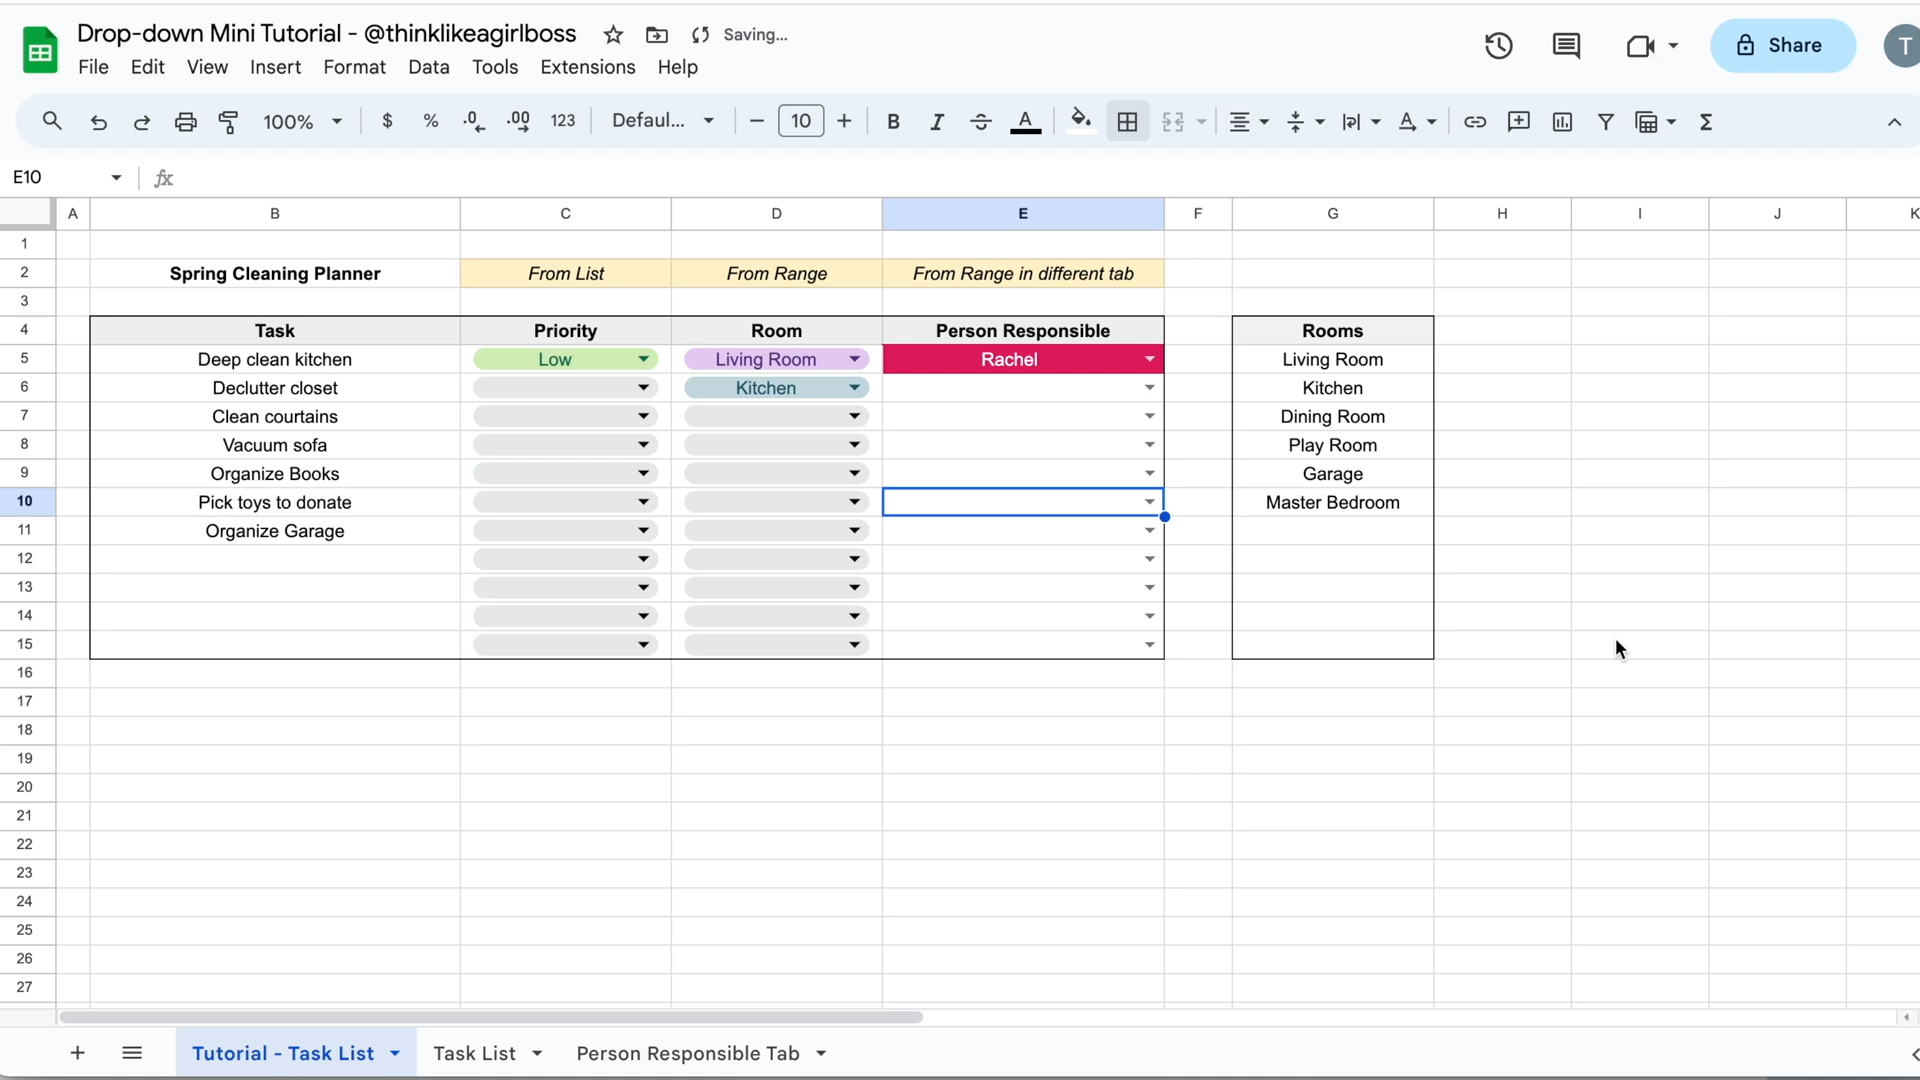 Drop-down Mini Tutorial - @thinklikeagirlboss Saving...
File Edit View Insert Format Data Tools Extensions Help
Share
T
100% $ % .0 .00 123 Defaul... 10 B I S A Σ
E10 fx
A B C D E F G H I J K
1
2 Spring Cleaning Planner From List From Range From Range in different tab
3
4 Task Priority Room Person Responsible Rooms
5 Deep clean kitchen Low Living Room Rachel Living Room
6 Declutter closet Kitchen Kitchen
7 Clean courtains Dining Room
8 Vacuum sofa Play Room
9 Organize Books Garage
10 Pick toys to donate Master Bedroom
11 Organize Garage
12
13
14
15
16
17
18
19
20
21
22
23
24
25
26
27
Tutorial - Task List Task List Person Responsible Tab